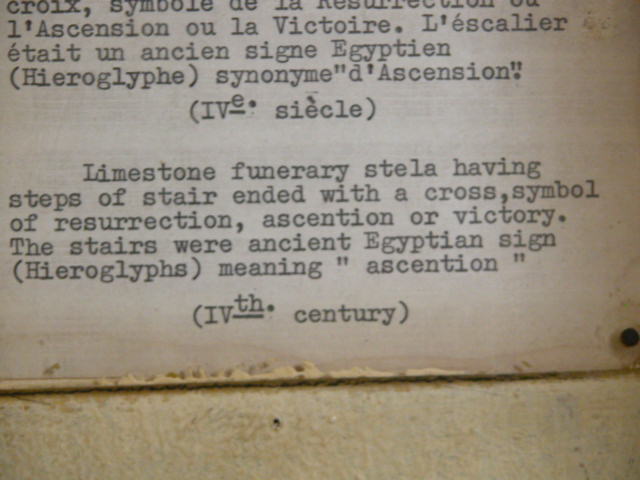 croix, symbole de la Résurrection ou
l'Ascension ou la Victoire. L'éscalier
était un ancien signe Egyptien
(Hieroglyphe) synonyme"d'Ascension".
(IVe. siècle)
Limestone funerary stela having
steps of stair ended with a cross,symbol
of resurrection, ascention or victory.
The stairs were ancient Egyptian sign
(Hieroglyphs) meaning " ascention "
(IVth. century)